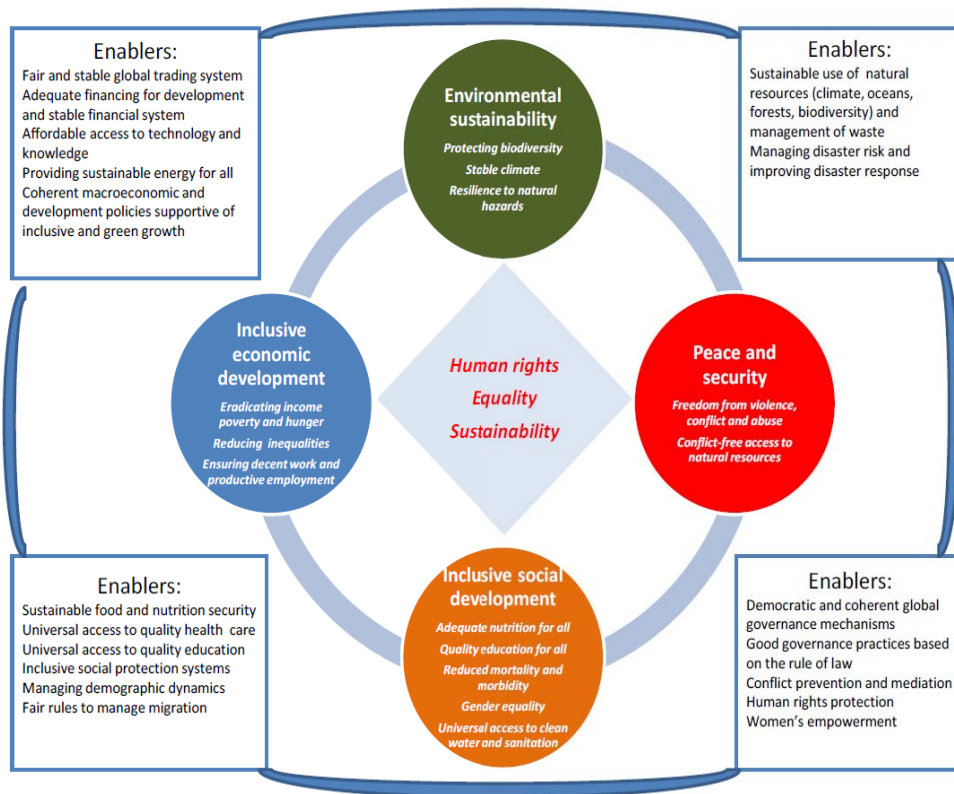 Enablers:
Fair and stable global trading system
Adequate financing for development
and stable financial system
Affordable access to technology and
knowledge
Providing sustainable energy for all
Coherent macroeconomic and
development policies supportive of
inclusive and green growth
Environmental
sustainability
Protecting biodiversity
Stable climate
Resilience to natural
hazards
Enablers:
Sustainable use of natural
resources (climate, oceans,
forests, biodiversity) and
management of waste
Managing disaster risk and
improving disaster response
Inclusive
economic
development
Eradicating income
poverty and hunger
Reducing inequalities
Ensuring decent work and
productive employment
Human rights
Equality
Sustainability
Peace and
security
Freedom from violence,
conflict and abuse
Conflict-free access to
natural resources
Enablers:
Sustainable food and nutrition security
Universal access to quality health care
Universal access to quality education
Inclusive social protection systems
Managing demographic dynamics
Fair rules to manage migration
Inclusive social
development
Adequate nutrition for all
Quality education for all
Reduced mortality and
morbidity
Gender equality
Universal access to clean
water and sanitation
Enablers:
Democratic and coherent global
governance mechanisms
Good governance practices based
on the rule of law
Conflict prevention and mediation
Human rights protection
Women's empowerment